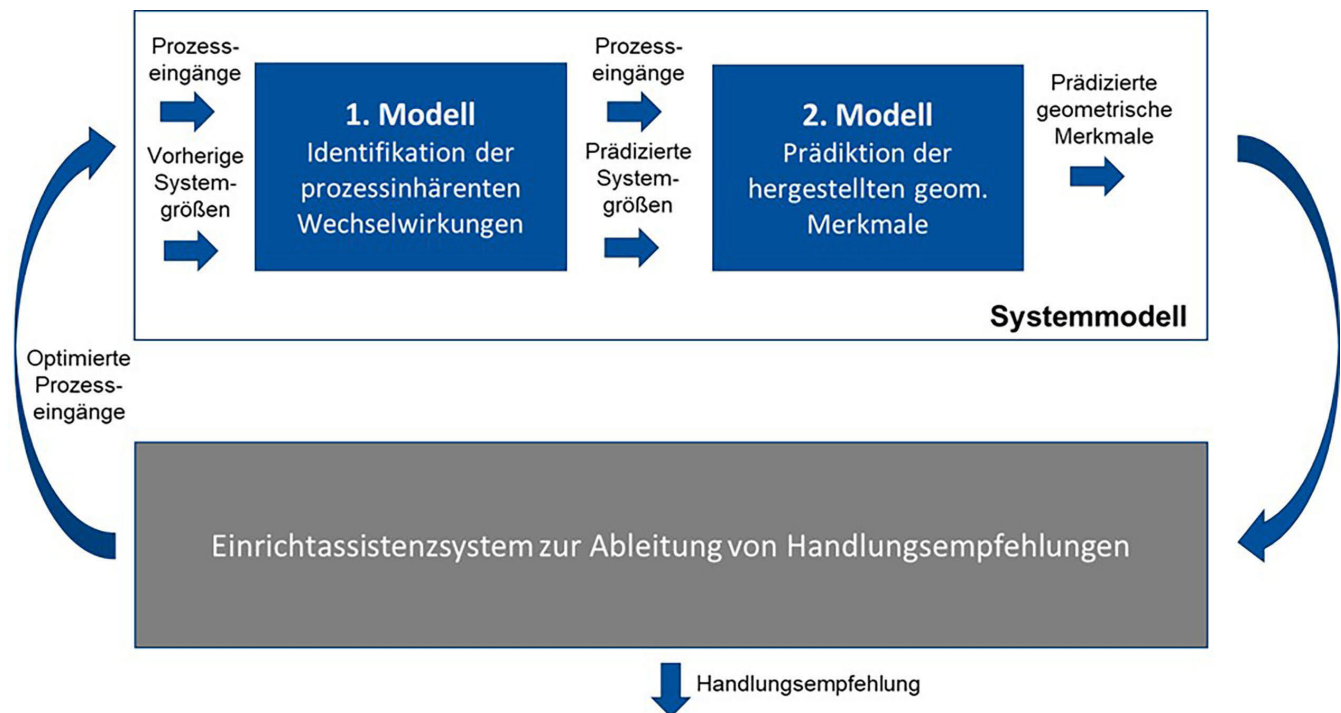 Prozess-
eingänge
Vorherige
System-
größen
1. Modell
Identifikation der
prozessinhärenten
Wechselwirkungen
Prozess-
eingänge
Prädizierte
System-
größen
2. Modell
Prädiktion der
hergestellten geom.
Merkmale
Prädizierte
geometrische
Merkmale
Systemmodell
Optimierte
Prozess-
eingänge
Einrichtassistenzsystem zur Ableitung von Handlungsempfehlungen
Handlungsempfehlung